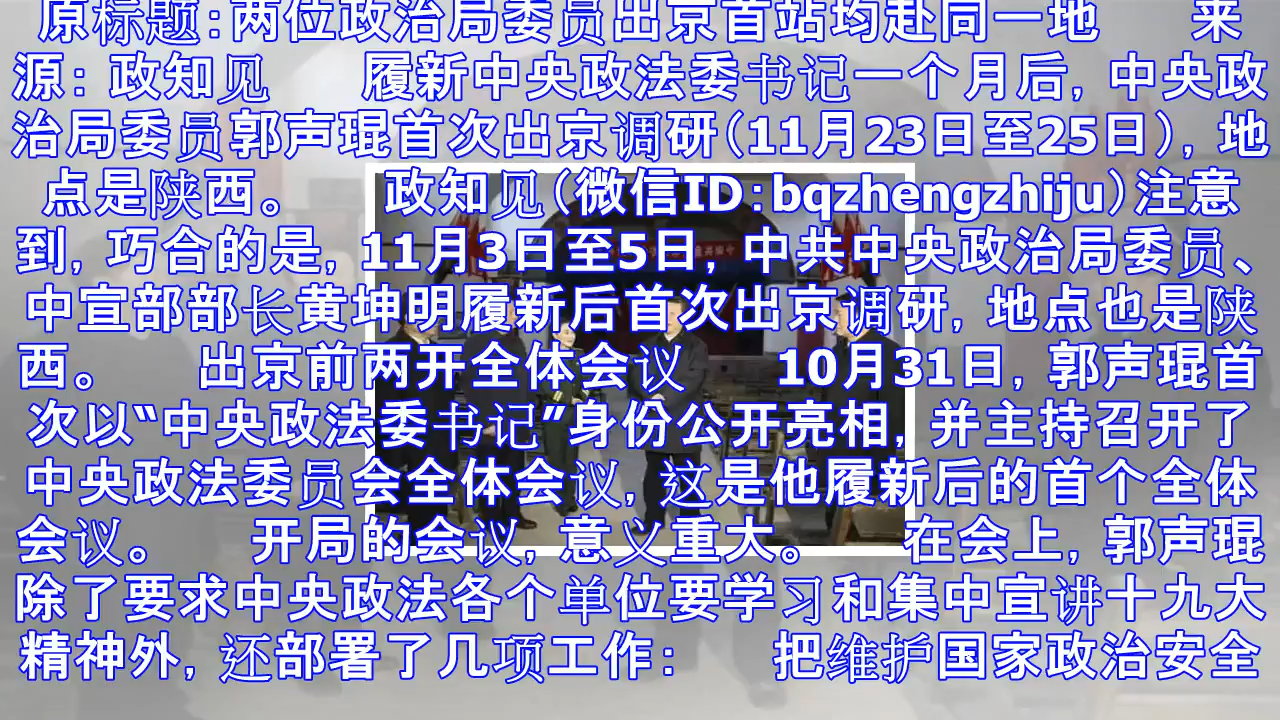 原标题:两位政治局委员出京首站均赴同一地　　来
源: 政知见　　履新中央政法委书记一个月后, 中央政
治局委员郭声琨首次出京调研(11月23日至25日), 地
点是陕西。　　政知见(微信ID:bqzhengzhiju)注意
到, 巧合的是, 11月3日至5日, 中共中央政治局委员、
中宣部部长黄坤明履新后首次出京调研, 地点也是陕
西。　　出京前两开全体会议　　10月31日, 郭声琨首
次以“中央政法委书记”身份公开亮相, 并主持召开了
中央政法委员会全体会议, 这是他履新后的首个全体
会议。　　开局的会议, 意义重大。　　在会上, 郭声琨
除了要求中央政法各个单位要学习和集中宣讲十九大
精神外, 还部署了几项工作:　　把维护国家政治安全